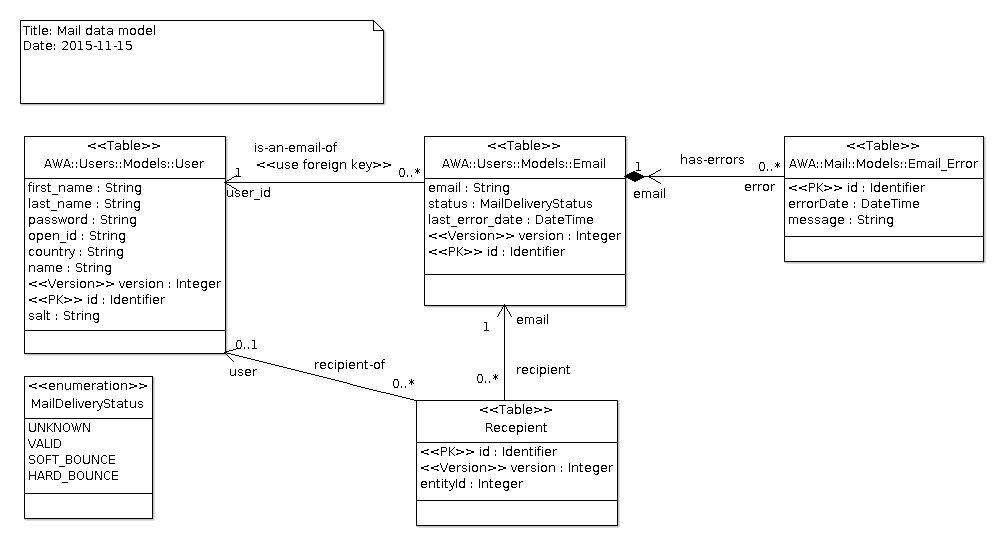 Title: Mail data model
Date: 2015-11-15
<<Table>>
AWA::Users::Models::User
first_name : String
last_name : String
password : String
open_id : String
country : String
name : String
<<Version>> version : Integer
<<PK>> id : Identifier
salt : String
is-an-email-of
<<use foreign key>>
1
0..*
user_id
<<Table>>
AWA::Users::Models::Email
email : String
status : MailDeliveryStatus
last_error_date : DateTime
<<Version>> version : Integer
<<PK>> id : Identifier
1
has-errors
0..*
email
error
<<Table>>
AWA::Mail::Models::Email_Error
<<PK>> id : Identifier
errorDate : DateTime
message : String
1
email
0..*
recipient
0..1
user
recipient-of
0..*
<<enumeration>>
MailDeliveryStatus
UNKNOWN
VALID
SOFT_BOUNCE
HARD_BOUNCE
<<Table>>
Recepient
<<PK>> id : Identifier
<<Version>> version : Integer
entityId : Integer